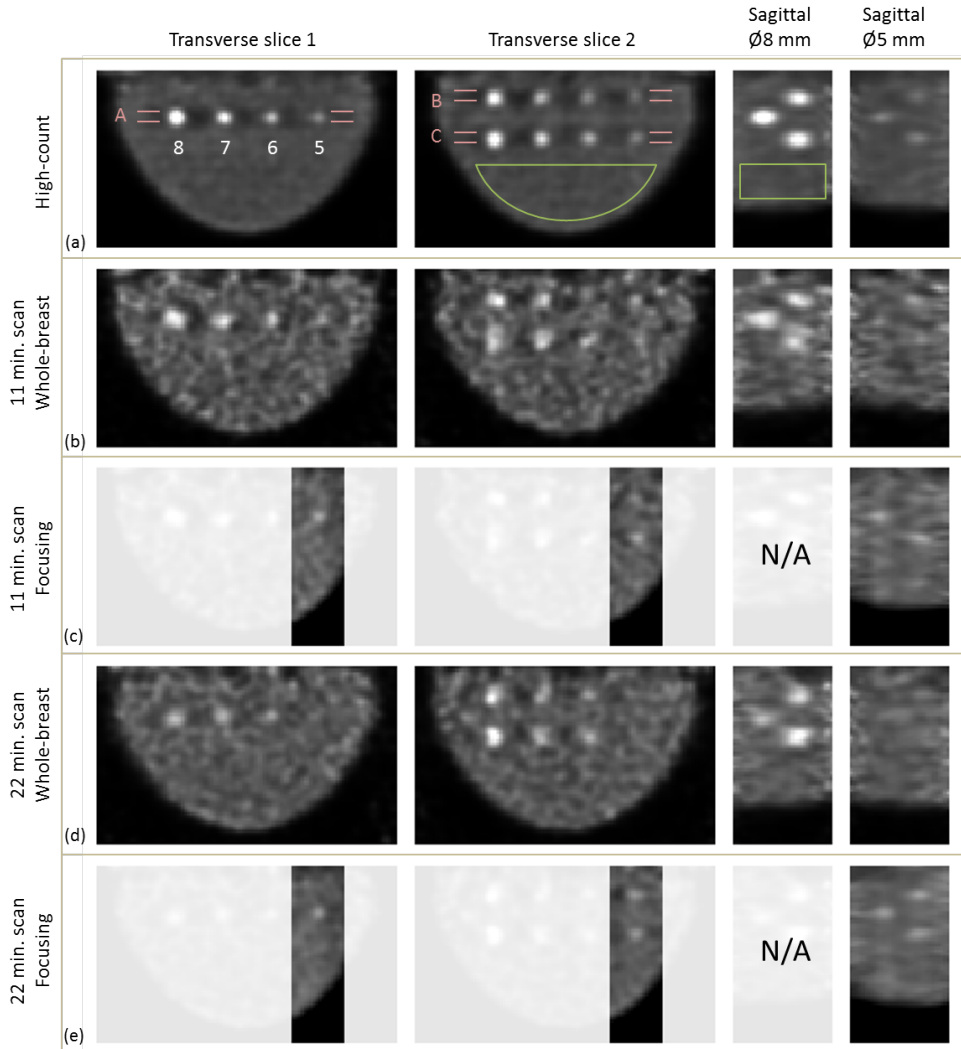 Transverse slice 1
Transverse slice 2
Sagittal
Ø8 mm
Sagittal
Ø5 mm
High-count
(a)
A
8 7 6 5
B
C
11 min. scan
Whole-breast
(b)
11 min. scan
Focusing
(c)
N/A
22 min. scan
Whole-breast
(d)
22 min. scan
Focusing
(e)
N/A